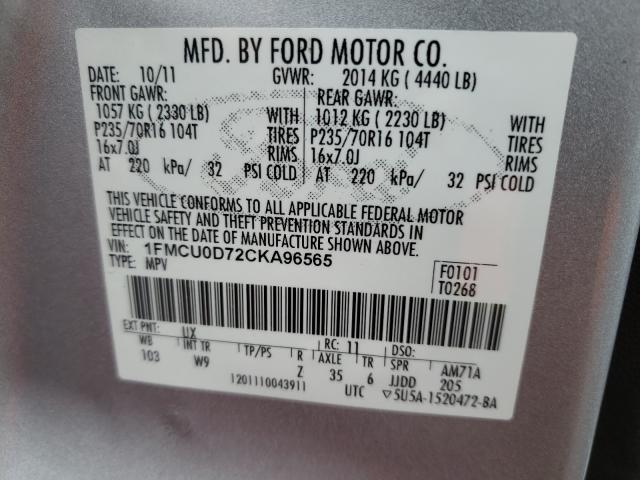 MFD. BY FORD MOTOR CO.
DATE: 10/11 GVWR: 2014 KG ( 4440 LB)
FRONT GAWR: REAR GAWR:
1057 KG ( 2330 LB) WITH 1012 KG ( 2230 LB) WITH
P235/70R16 104T TIRES P235/70R16 104T TIRES
16x7.0J RIMS 16x7.0J RIMS
AT 220 kPa/ 32 PSI COLD AT 220 kPa/ 32 PSI COLD
THIS VEHICLE CONFORMS TO ALL APPLICABLE FEDERAL MOTOR
VEHICLE SAFETY AND THEFT PREVENTION STANDARDS IN
EFFECT ON THE DATE OF MANUFACTURE SHOWN ABOVE.
VIN: 1FMCU0D72CKA96565
TYPE: MPV
F0101
T0268
EXT PNT: UX RC: 11 DSO:
WB INT TR TP/PS R AXLE TR SPR AM71A
103 W9 Z 35 6 JJDD 205
1201110043911 UTC ▽5U5A-1520472-BA